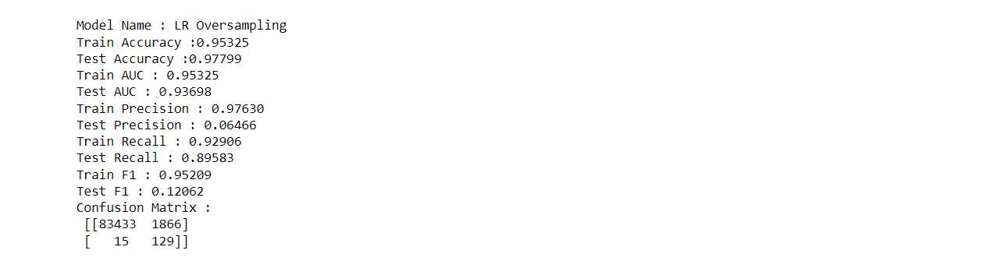 Model Name : LR Oversampling
Train Accuracy :0.95325
Test Accuracy :0.97799
Train AUC : 0.95325
Test AUC : 0.93698
Train Precision : 0.97630
Test Precision : 0.06466
Train Recall : 0.92906
Test Recall : 0.89583
Train F1 : 0.95209
Test F1 : 0.12062
Confusion Matrix :
[[83433  1866]
[   15   129]]